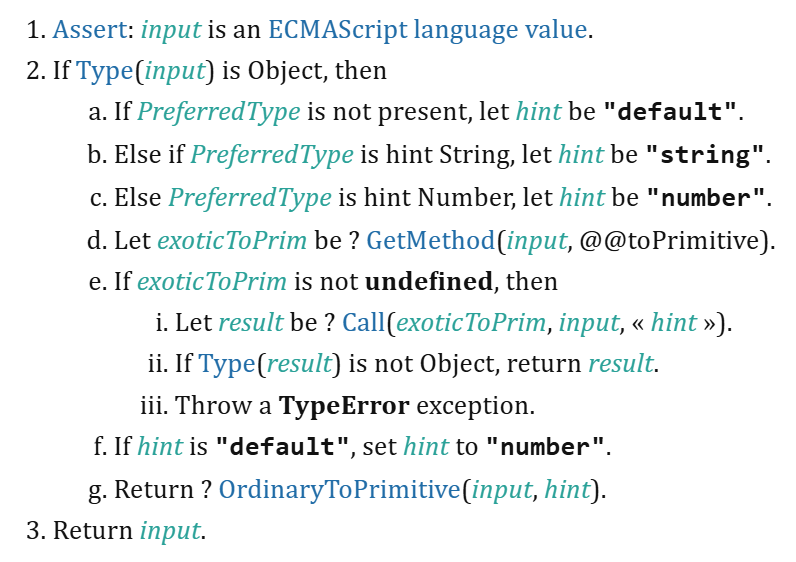 1. Assert: input is an ECMAScript language value.
2. If Type(input) is Object, then
a. If PreferredType is not present, let hint be "default".
b. Else if PreferredType is hint String, let hint be "string".
c. Else PreferredType is hint Number, let hint be "number".
d. Let exoticToPrim be ? GetMethod(input, @@toPrimitive).
e. If exoticToPrim is not undefined, then
i. Let result be ? Call(exoticToPrim, input, « hint »).
ii. If Type(result) is not Object, return result.
iii. Throw a TypeError exception.
f. If hint is "default", set hint to "number".
g. Return ? OrdinaryToPrimitive(input, hint).
3. Return input.